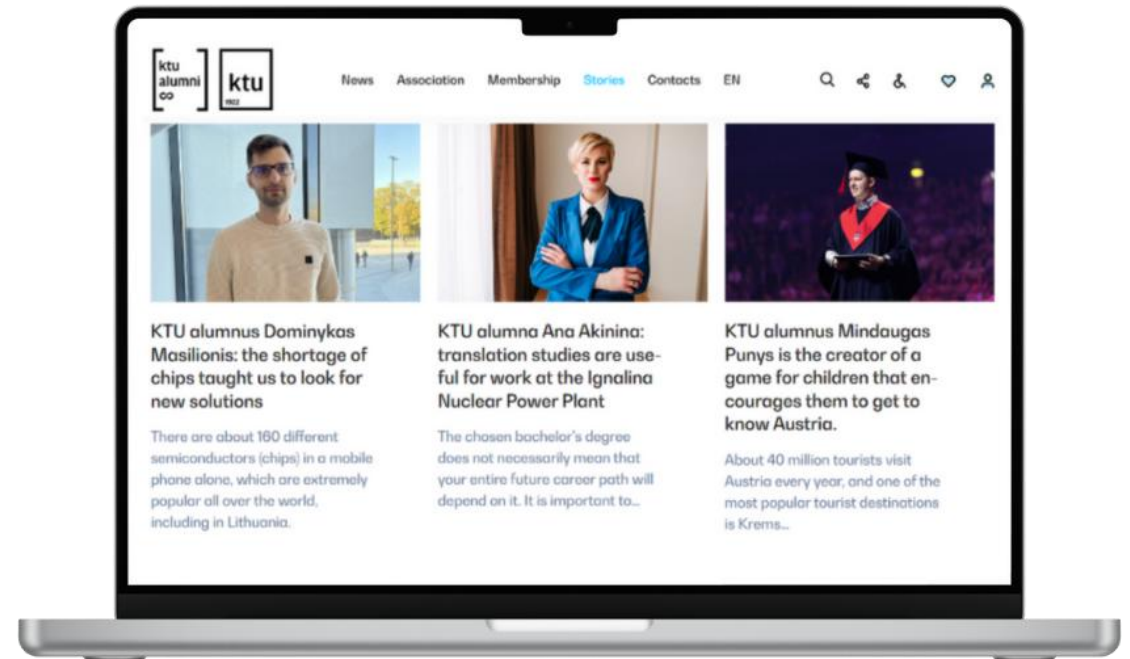 ktu
alumni
ktu
1922
News Association Membership Stories Contacts EN
KTU alumnus Dominykas
Masilionis: the shortage of
chips taught us to look for
new solutions
There are about 160 different
semiconductors (chips) in a mobile
phone alone, which are extremely
popular all over the world,
including in Lithuania.
KTU alumna Ana Akinina:
translation studies are use-
ful for work at the Ignalina
Nuclear Power Plant
The chosen bachelor's degree
does not necessarily mean that
your entire future career path will
depend on it. It is important to...
KTU alumnus Mindaugas
Punys is the creator of a
game for children that en-
courages them to get to
know Austria.
About 40 million tourists visit
Austria every year, and one of the
most popular tourist destinations
is Krems...